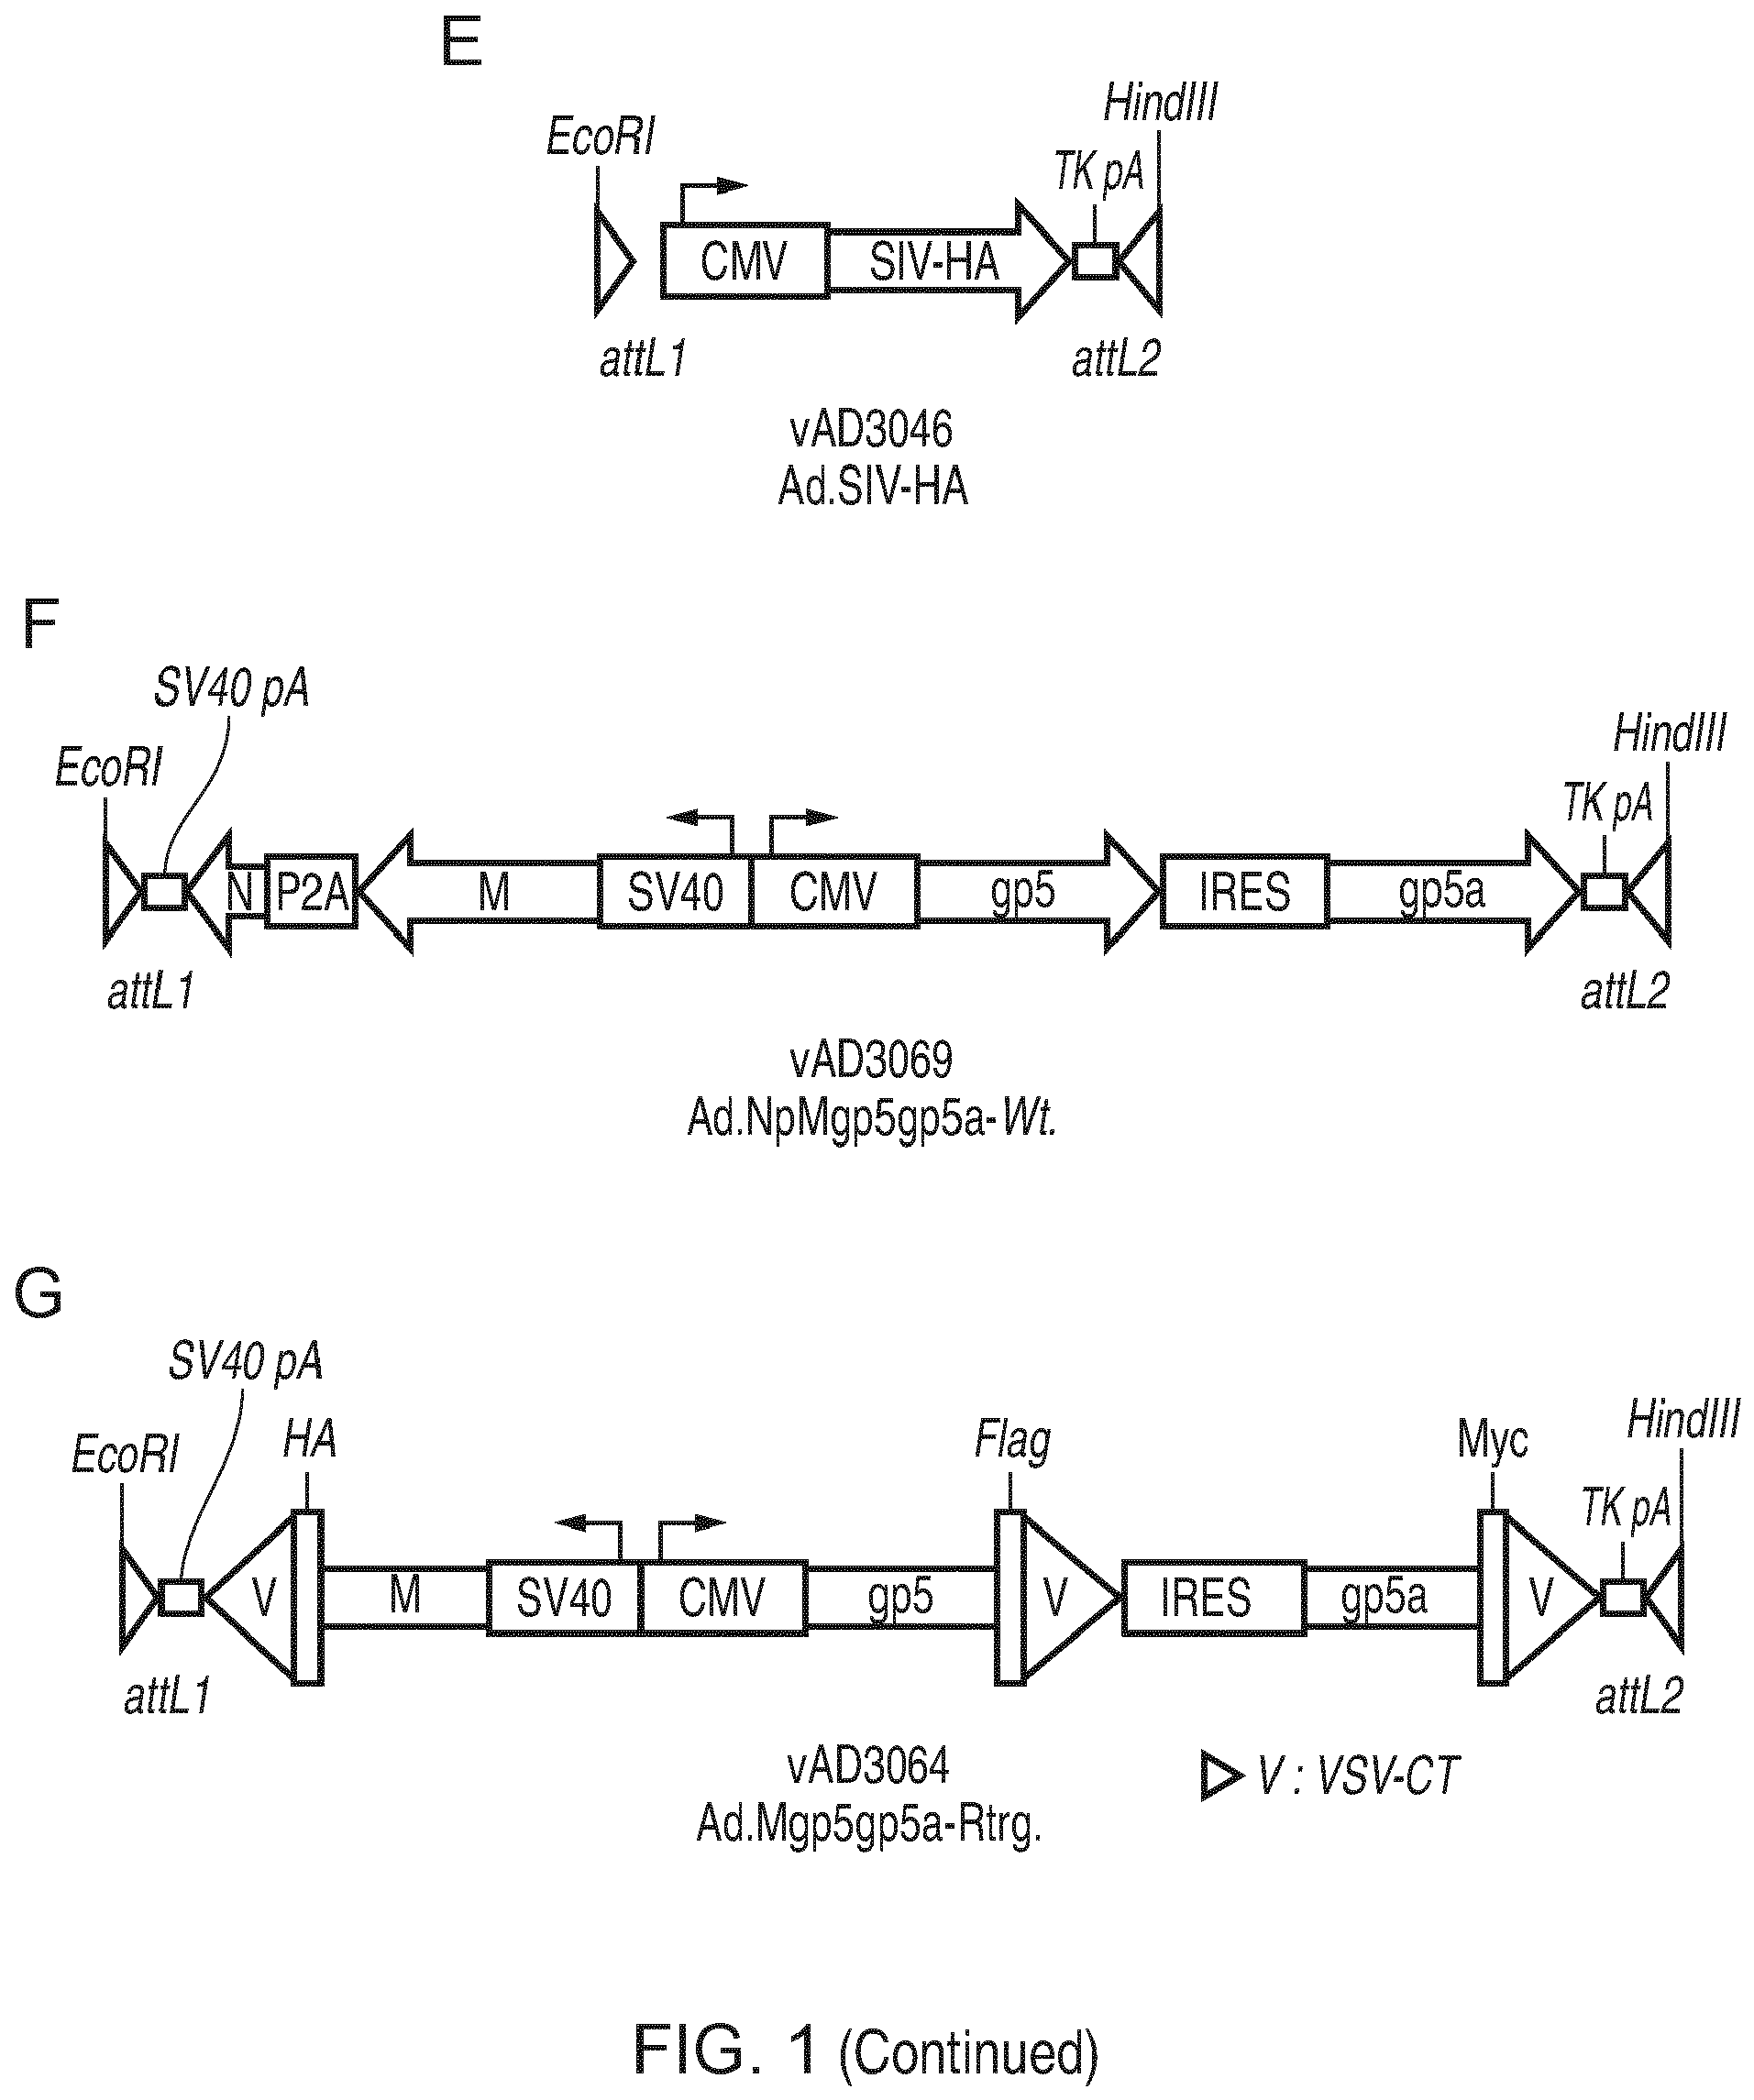 E
HindIII
EcoRI
TK pA
CMV
SIV-HA
attL1
attL2
vAD3046
Ad.SIV-HA
F
SV40 pA
HindIII
EcoRI
TK pA
N
P2A
M
SV40
CMV
gp5
IRES
gp5a
attL1
attL2
vAD3069
Ad.NpMgp5gp5a-Wt.
G
SV40 pA
HindIII
EcoRI
HA
Flag
Myc
TK pA
V
M
SV40
CMV
gp5
V
IRES
gp5a
V
attL1
attL2
vAD3064
V : VSV-CT
Ad.Mgp5gp5a-Rtrg.
FIG. 1 (Continued)